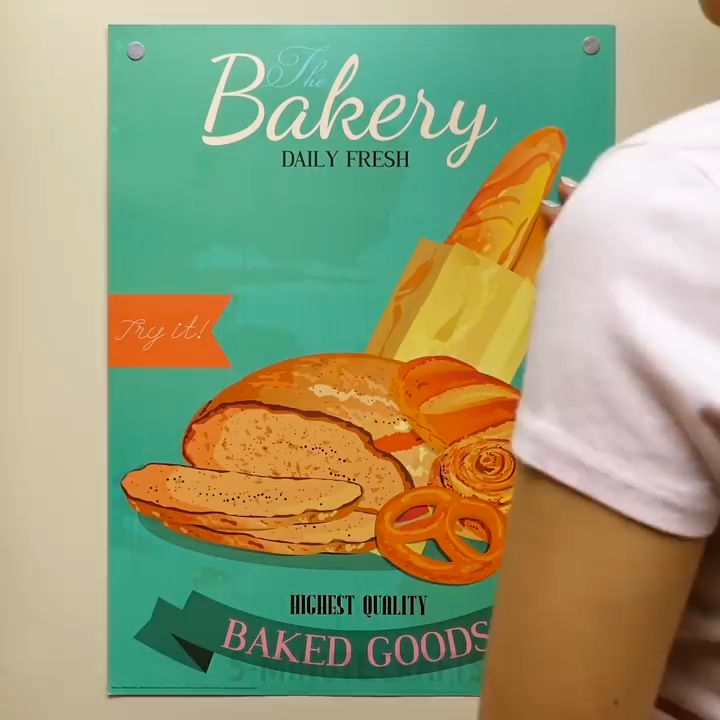 The
Bakery
DAILY FRESH
Try it!
HIGHEST QUALITY
BAKED GOODS